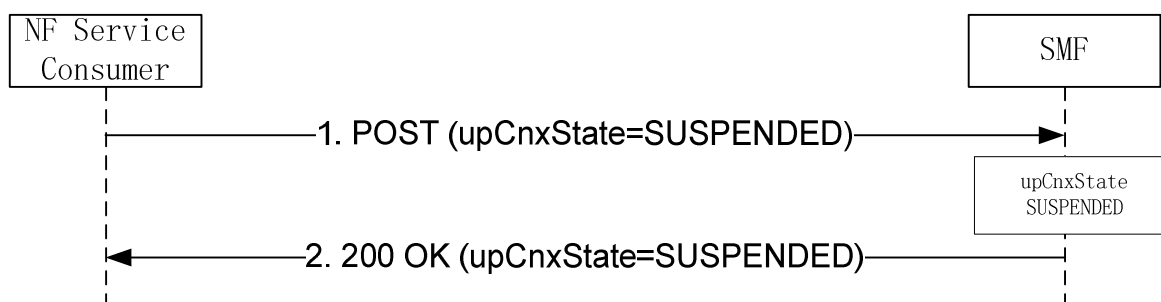 NF Service
Consumer
SMF
1. POST (upCnxState=SUSPENDED)
upCnxState
SUSPENDED
2. 200 OK (upCnxState=SUSPENDED)